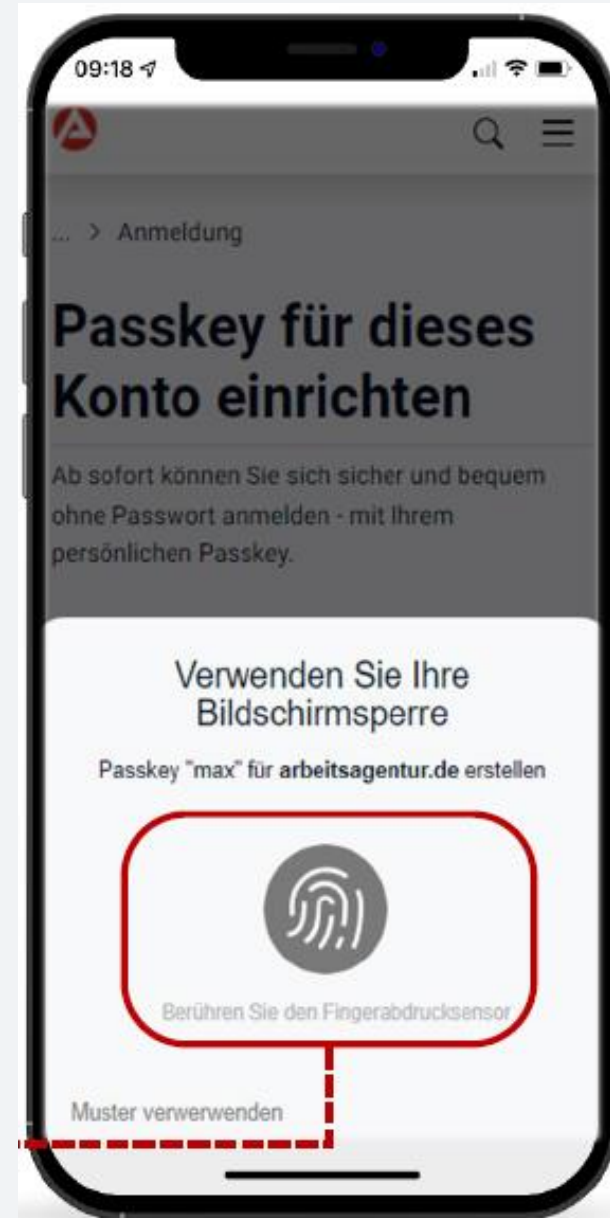 09:18
... > Anmeldung
Passkey für dieses
Konto einrichten
Ab sofort können Sie sich sicher und bequem
ohne Passwort anmelden - mit Ihrem
persönlichen Passkey.
Verwenden Sie Ihre
Bildschirmsperre
Passkey "max" für arbeitsagentur.de erstellen
Berühren Sie den Fingerabdrucksensor
Muster verwerwenden